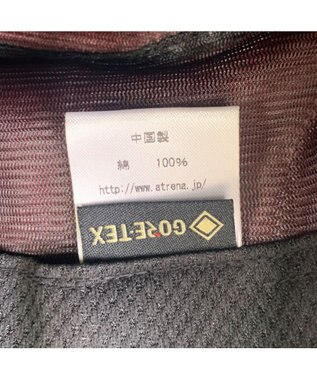 中国製
綿 100%
http://www.atrena.jp/
GORE-TEX